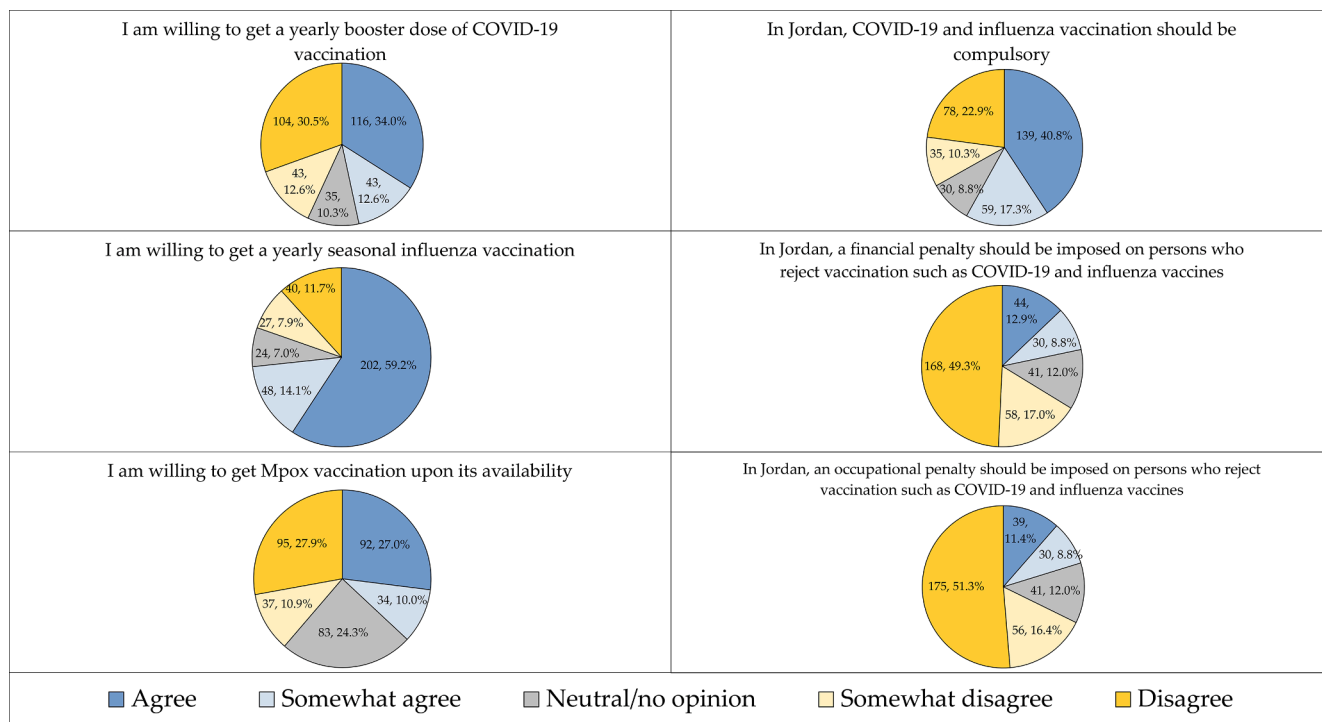 I am willing to get a yearly booster dose of COVID-19
vaccination
116, 34.0%
43,
12.6%
35,
10.3%
43,
12.6%
104, 30.5%
In Jordan, COVID-19 and influenza vaccination should be
compulsory
139, 40.8%
59, 17.3%
30, 8.8%
35, 10.3%
78, 22.9%
I am willing to get a yearly seasonal influenza vaccination
202, 59.2%
48, 14.1%
24, 7.0%
27, 7.9%
40, 11.7%
In Jordan, a financial penalty should be imposed on persons who
reject vaccination such as COVID-19 and influenza vaccines
44,
12.9%
30, 8.8%
41, 12.0%
58, 17.0%
168, 49.3%
I am willing to get Mpox vaccination upon its availability
92, 27.0%
34, 10.0%
83, 24.3%
37, 10.9%
95, 27.9%
In Jordan, an occupational penalty should be imposed on persons who reject
vaccination such as COVID-19 and influenza vaccines
39,
11.4%
30, 8.8%
41, 12.0%
56, 16.4%
175, 51.3%
Agree
Somewhat agree
Neutral/no opinion
Somewhat disagree
Disagree